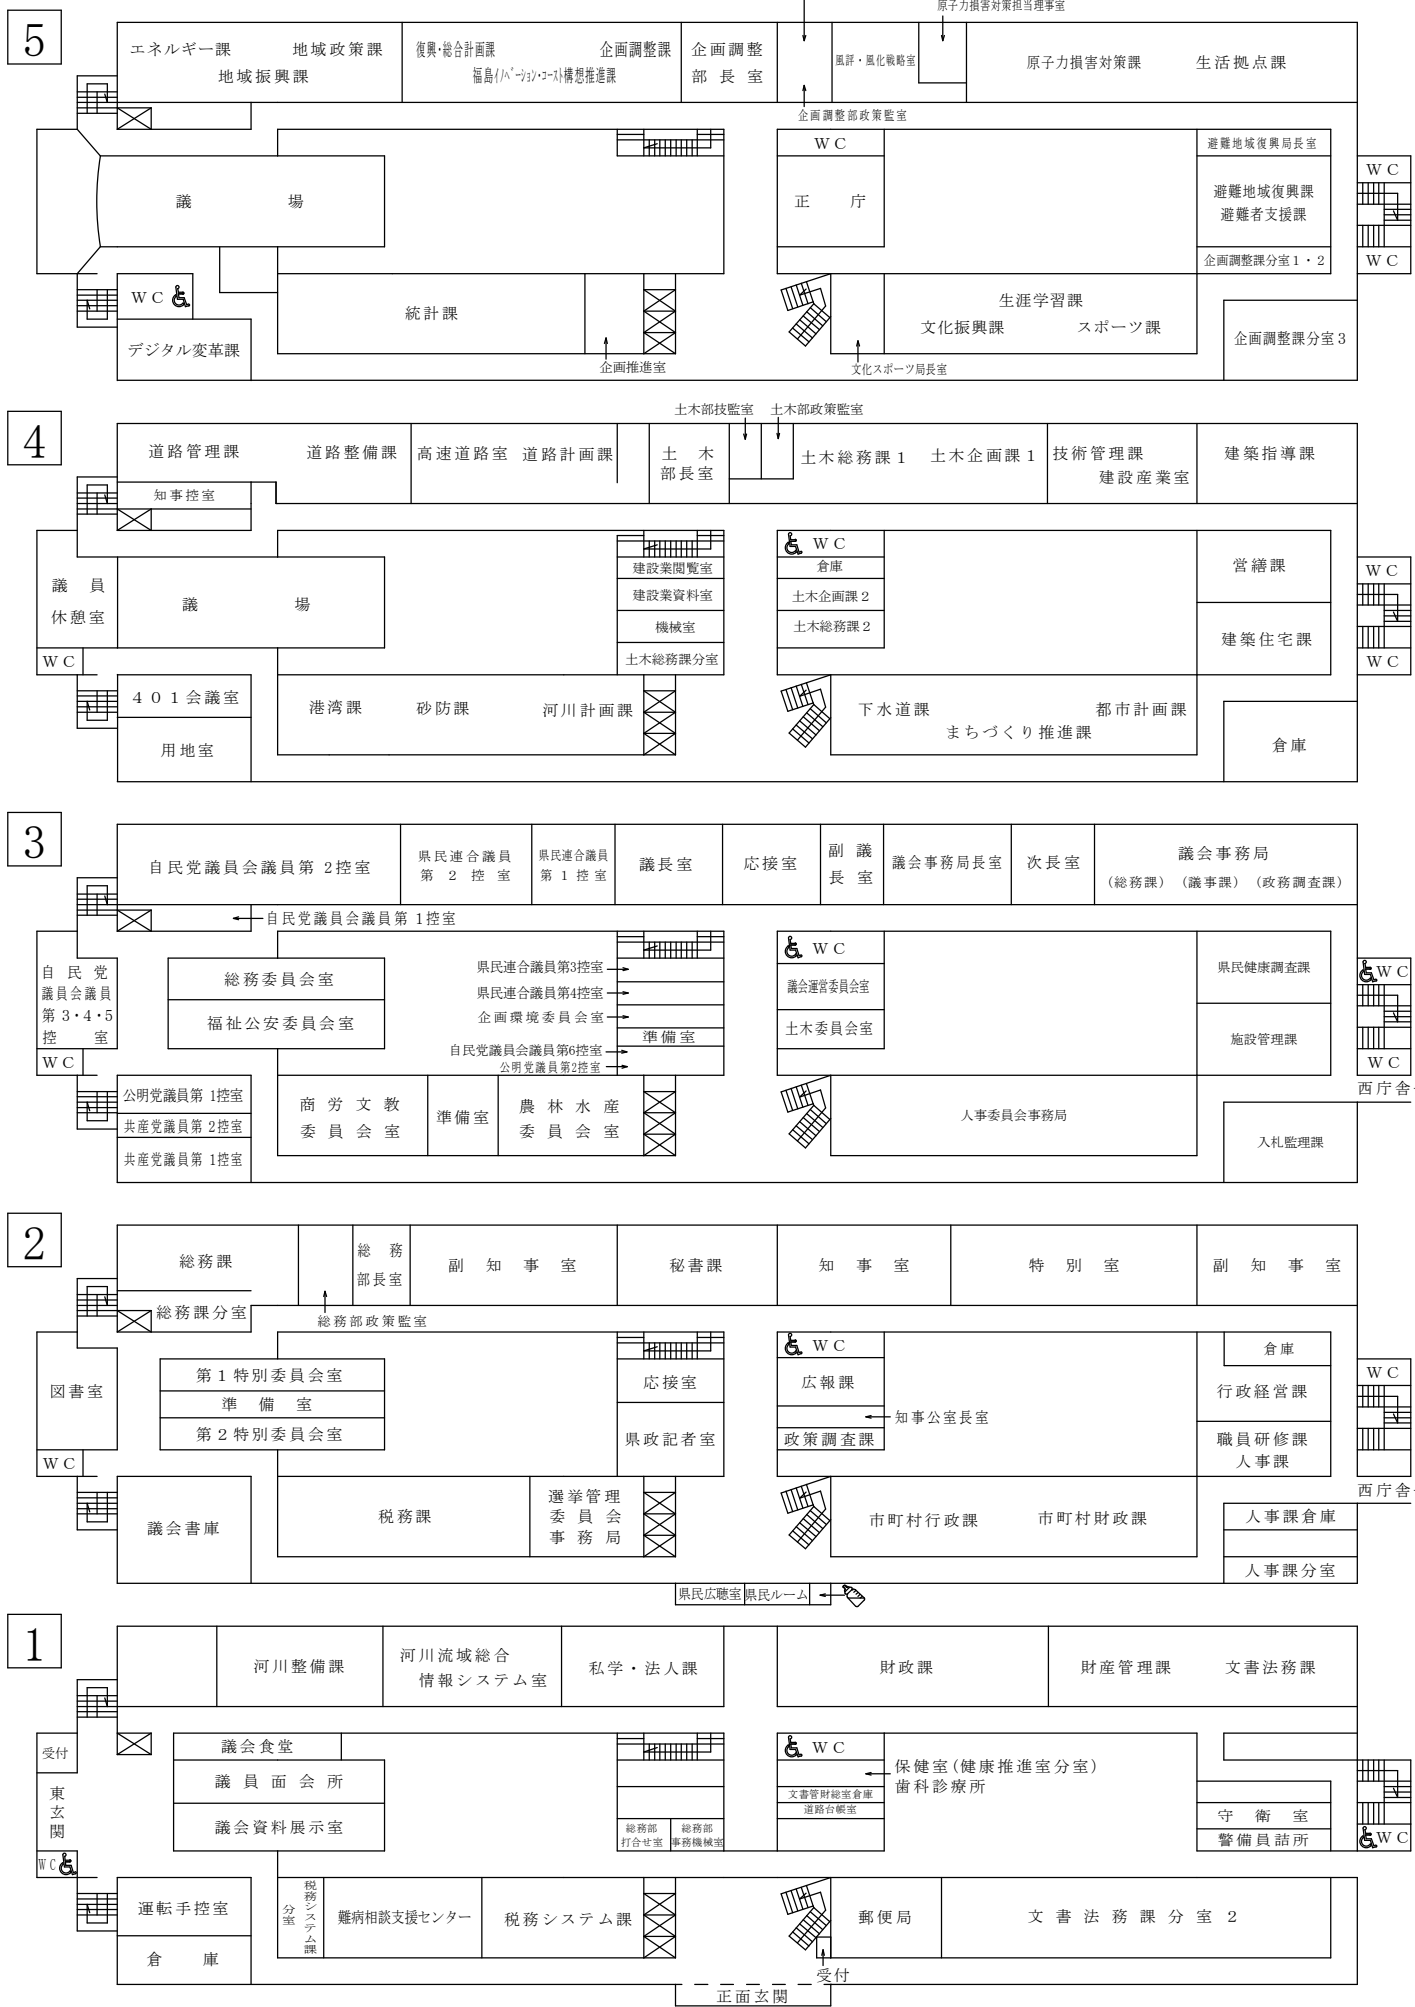 原子力損害対策担当理事室
5
エネルギー課
地域政策課
地域振興課
復興・総合計画課
企画調整課
福島イノベーション・コースト構想推進課
企画調整
部長室
風評・風化戦略室
原子力損害対策課
生活拠点課
企画調整部政策監室
議場
WC
正庁
避難地域復興局長室
避難地域復興課
避難者支援課
企画調整課分室1・2
WC
WC
WC
デジタル変革課
統計課
企画推進室
生涯学習課
文化振興課
スポーツ課
文化スポーツ局長室
企画調整課分室3
4
土木部技監室
土木部政策監室
道路管理課
道路整備課
高速道路室
道路計画課
土木
部長室
土木総務課1
土木企画課1
技術管理課
建設産業室
建築指導課
知事控室
議員
休憩室
WC
議場
建設業閲覧室
建設業資料室
機械室
土木総務課分室
WC
倉庫
土木企画課2
土木総務課2
営繕課
建築住宅課
WC
WC
401会議室
用地室
港湾課
砂防課
河川計画課
下水道課
まちづくり推進課
都市計画課
倉庫
3
自民党議員会議員第2控室
県民連合議員
第2控室
県民連合議員
第1控室
議長室
応接室
副議
長室
議会事務局長室
次長室
議会事務局
(総務課)(議事課)(政務調査課)
自民党議員会議員第1控室
自民党
議員会議員
第3・4・5
控室
WC
総務委員会室
福祉公安委員会室
県民連合議員第3控室
県民連合議員第4控室
企画環境委員会室
準備室
自民党議員会議員第6控室
公明党議員第2控室
WC
議会運営委員会室
土木委員会室
県民健康調査課
施設管理課
WC
WC
西庁舎
公明党議員第1控室
共産党議員第2控室
共産党議員第1控室
商労文教
委員会室
準備室
農林水産
委員会室
人事委員会事務局
入札監理課
2
総務課
総務課分室
総務
部長室
総務部政策監室
副知事室
秘書課
知事室
特別室
副知事室
図書室
WC
第1特別委員会室
準備室
第2特別委員会室
応接室
県政記者室
WC
広報課
知事公室長室
政策調査課
倉庫
行政経営課
職員研修課
人事課
WC
西庁舎
議会書庫
税務課
選挙管理
委員会
事務局
市町村行政課
市町村財政課
人事課倉庫
人事課分室
県民広聴室
県民ルーム
1
河川整備課
河川流域総合
情報システム室
私学・法人課
財政課
財産管理課
文書法務課
受付
東玄関
WC
議会食堂
議員面会所
議会資料展示室
総務部
打合せ室
総務部
事務機械室
WC
保健室(健康推進室分室)
歯科診療所
文書管財総室倉庫
道路台帳室
守衛室
警備員詰所
WC
運転手控室
倉庫
税務システム課
分室
難病相談支援センター
税務システム課
郵便局
文書法務課分室2
受付
正面玄関